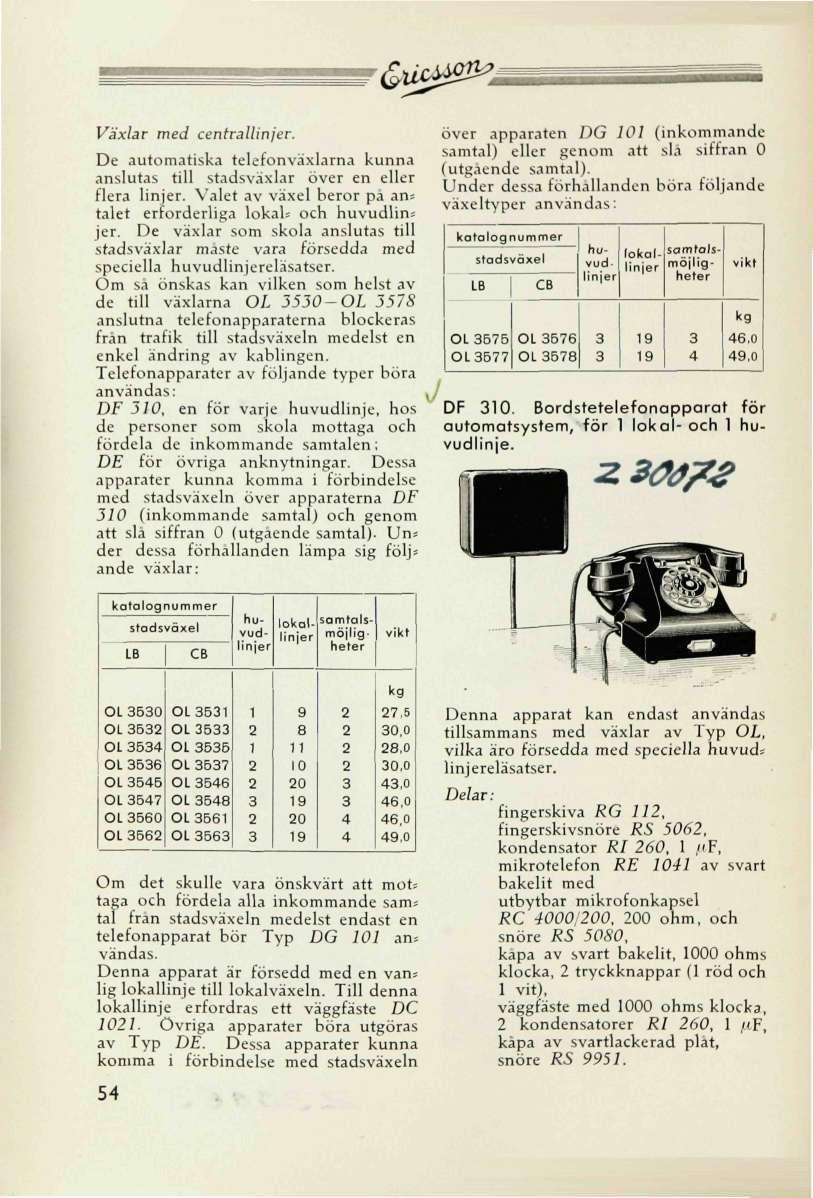 Ericsson
Växlar med centrallinjer.
De automatiska telefonväxlarna kunna
anslutas till stadsväxlar över en eller
flera linjer. Valet av växel beror på an=
talet erforderliga lokal= och huvudlin=
jer. De växlar som skola anslutas till
stadsväxlar måste vara försedda med
speciella huvudlinjereläsatser.
Om så önskas kan vilken som helst av
de till växlarna OL 3530—OL 3578
anslutna telefonapparaterna blockeras
från trafik till stadsväxeln medelst en
enkel ändring av kablingen.
Telefonapparater av följande typer böra
användas:
DF 310, en för varje huvudlinje, hos
de personer som skola mottaga och
fördela de inkommande samtalen;
DE för övriga anknytningar. Dessa
apparater kunna komma i förbindelse
med stadsväxeln över apparaterna DF
310 (inkommande samtal) och genom
att slå siffran 0 (utgående samtal). Un=
der dessa förhållanden lämpa sig följ=
ande växlar:
katalognummer
stadsväxel
LB CB
hu-
vud-
linjer
lokal-
linjer
samtals-
möjlig-
heter
vikt
kg
OL 3530 OL 3531 1 9 2 27,5
OL 3532 OL 3533 2 8 2 30,0
OL 3534 OL 3535 1 11 2 28,0
OL 3536 OL 3537 2 10 2 30,0
OL 3545 OL 3546 2 20 3 43,0
OL 3547 OL 3548 3 19 3 46,0
OL 3560 OL 3561 2 20 4 46,0
OL 3562 OL 3563 3 19 4 49,0
Om det skulle vara önskvärt att mot=
taga och fördela alla inkommande sam=
tal från stadsväxeln medelst endast en
telefonapparat bör Typ DG 101 an=
vändas.
Denna apparat är försedd med en van=
lig lokallinje till lokalväxeln. Till denna
lokallinje erfordras ett väggfäste DC
1021. Övriga apparater böra utgöras
av Typ DE. Dessa apparater kunna
komma i förbindelse med stadsväxeln
54
över apparaten DG 101 (inkommande
samtal) eller genom att slå siffran 0
(utgående samtal).
Under dessa förhållanden böra följande
växeltyper användas:
katalognummer
stadsväxel
LB CB
hu-
vud-
linjer
lokal-
linjer
samtals-
möjlig-
heter
vikt
kg
OL 3575 OL 3576 3 19 3 46,0
OL 3577 OL 3578 3 19 4 49,0
DF 310. Bordstetelefonapparat för
automatsystem, för 1 lokal- och 1 hu-
vudlinje.
Z 30072
Denna apparat kan endast användas
tillsammans med växlar av Typ OL,
vilka äro försedda med speciella huvud=
linjereläsatser.
Delar:
fingerskiva RG 112,
fingerskivsnöre RS 5062,
kondensator RI 260, 1 µF,
mikrotelefon RE 1041 av svart
bakelit med
utbytbar mikrofonkapsel
RC 4000/200, 200 ohm, och
snöre RS 5080,
kåpa av svart bakelit, 1000 ohms
klocka, 2 tryckknappar (1 röd och
1 vit),
väggfäste med 1000 ohms klocka,
2 kondensatorer RI 260, 1 µF,
kåpa av svartlackerad plåt,
snöre RS 9951.